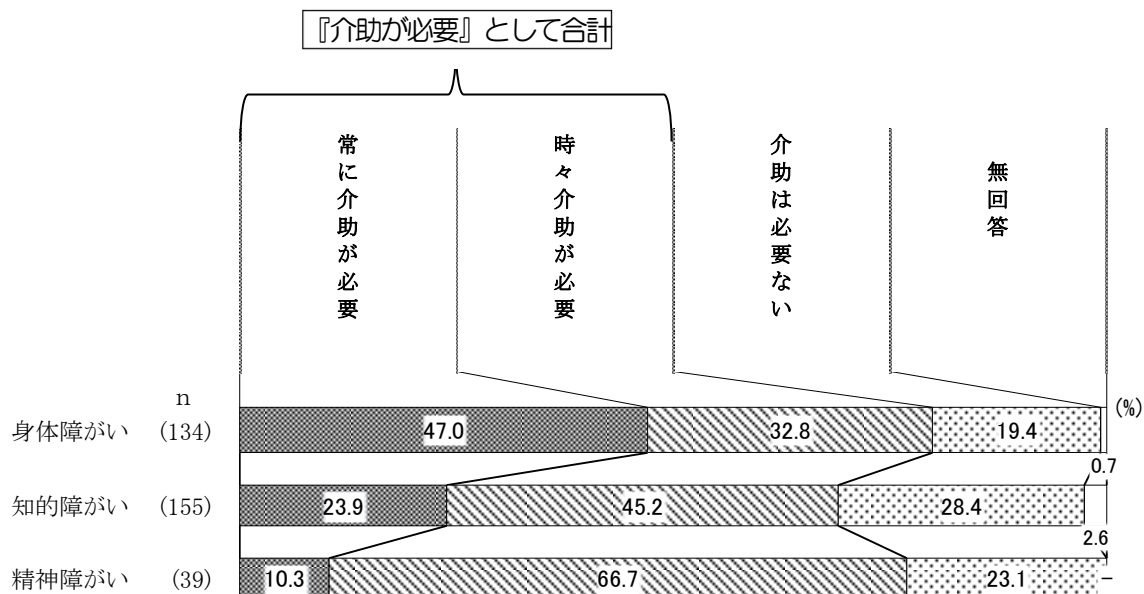 『介助が必要』として合計
常に介助が必要
時々介助が必要
介助は必要ない
無回答
n
(%)
身体障がい (134) 47.0 32.8 19.4
0.7
知的障がい (155) 23.9 45.2 28.4
2.6
精神障がい (39) 10.3 66.7 23.1 -